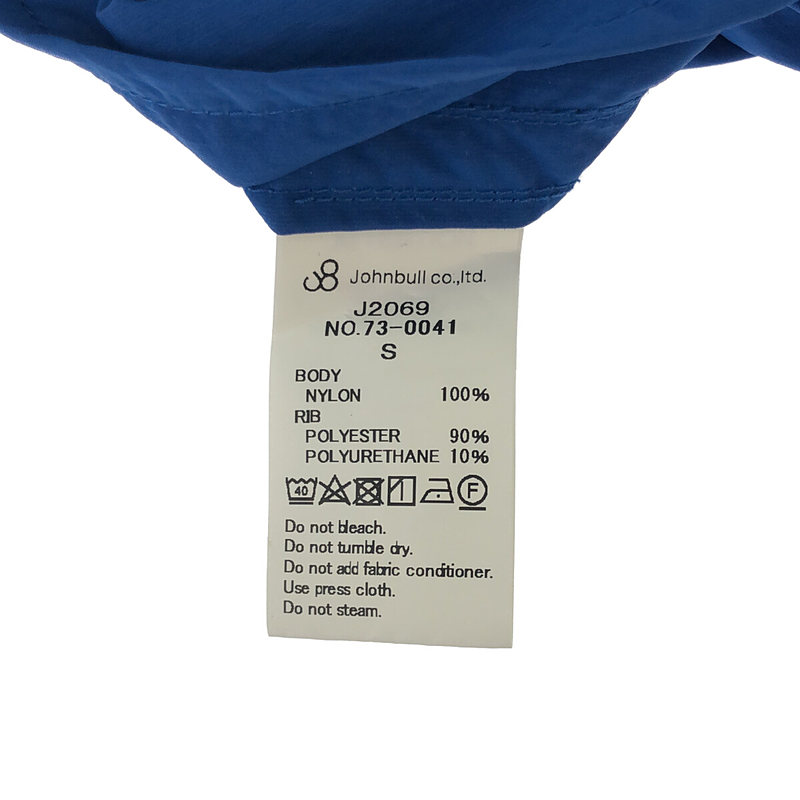 Johnbull co.,ltd.
J2069
NO.73-0041
S
BODY
NYLON 100%
RIB
POLYESTER 90%
POLYURETHANE 10%
40 F
Do not bleach.
Do not tumble dry.
Do not add fabric conditioner.
Use press cloth.
Do not steam.